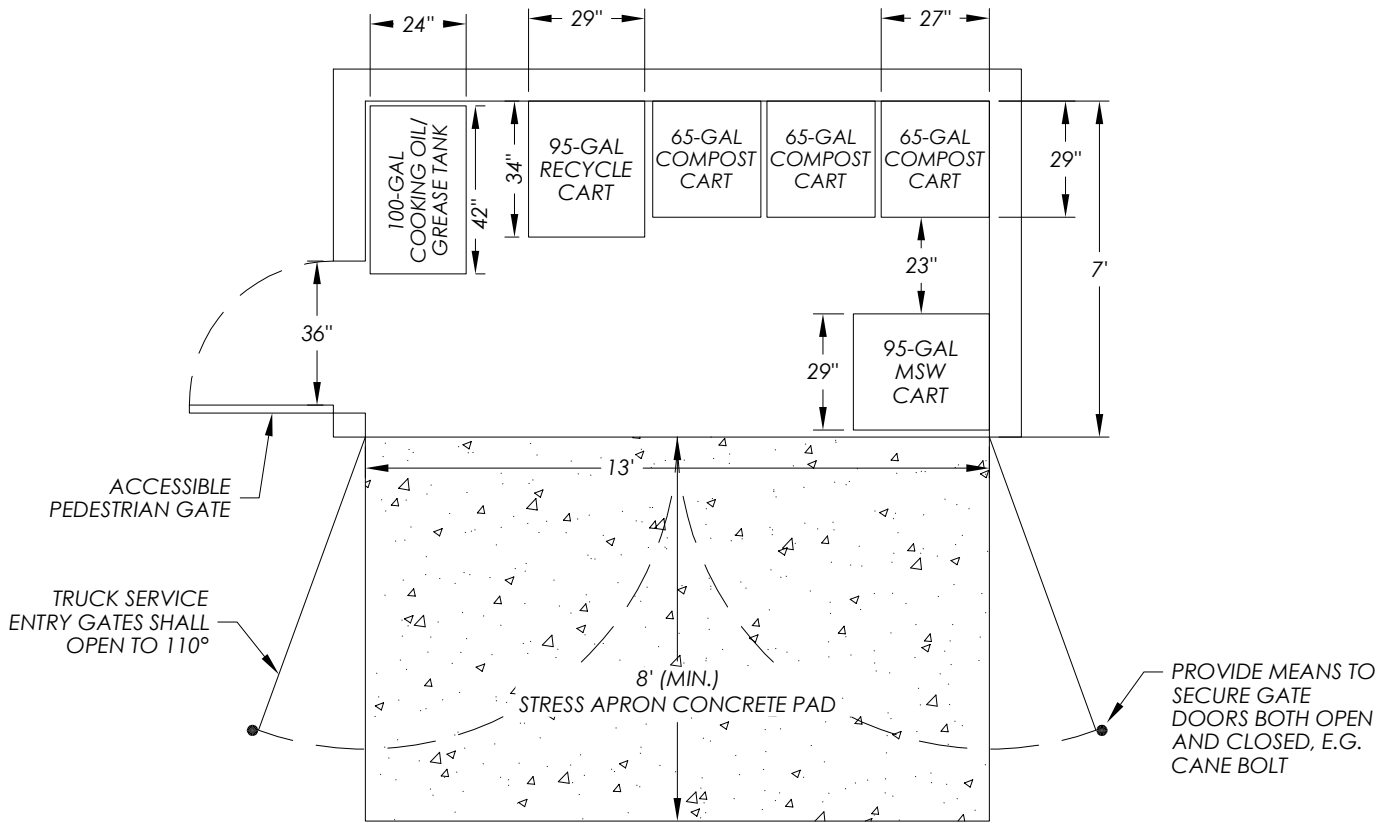 24"
29"
27"
100-GAL
COOKING OIL/
GREASE TANK
42"
34"
95-GAL
RECYCLE
CART
65-GAL
COMPOST
CART
65-GAL
COMPOST
CART
65-GAL
COMPOST
CART
29"
7'
23"
36"
29"
95-GAL
MSW
CART
13'
ACCESSIBLE
PEDESTRIAN GATE
TRUCK SERVICE
ENTRY GATES SHALL
OPEN TO 110°
8' (MIN.)
STRESS APRON CONCRETE PAD
PROVIDE MEANS TO
SECURE GATE
DOORS BOTH OPEN
AND CLOSED, E.G.
CANE BOLT